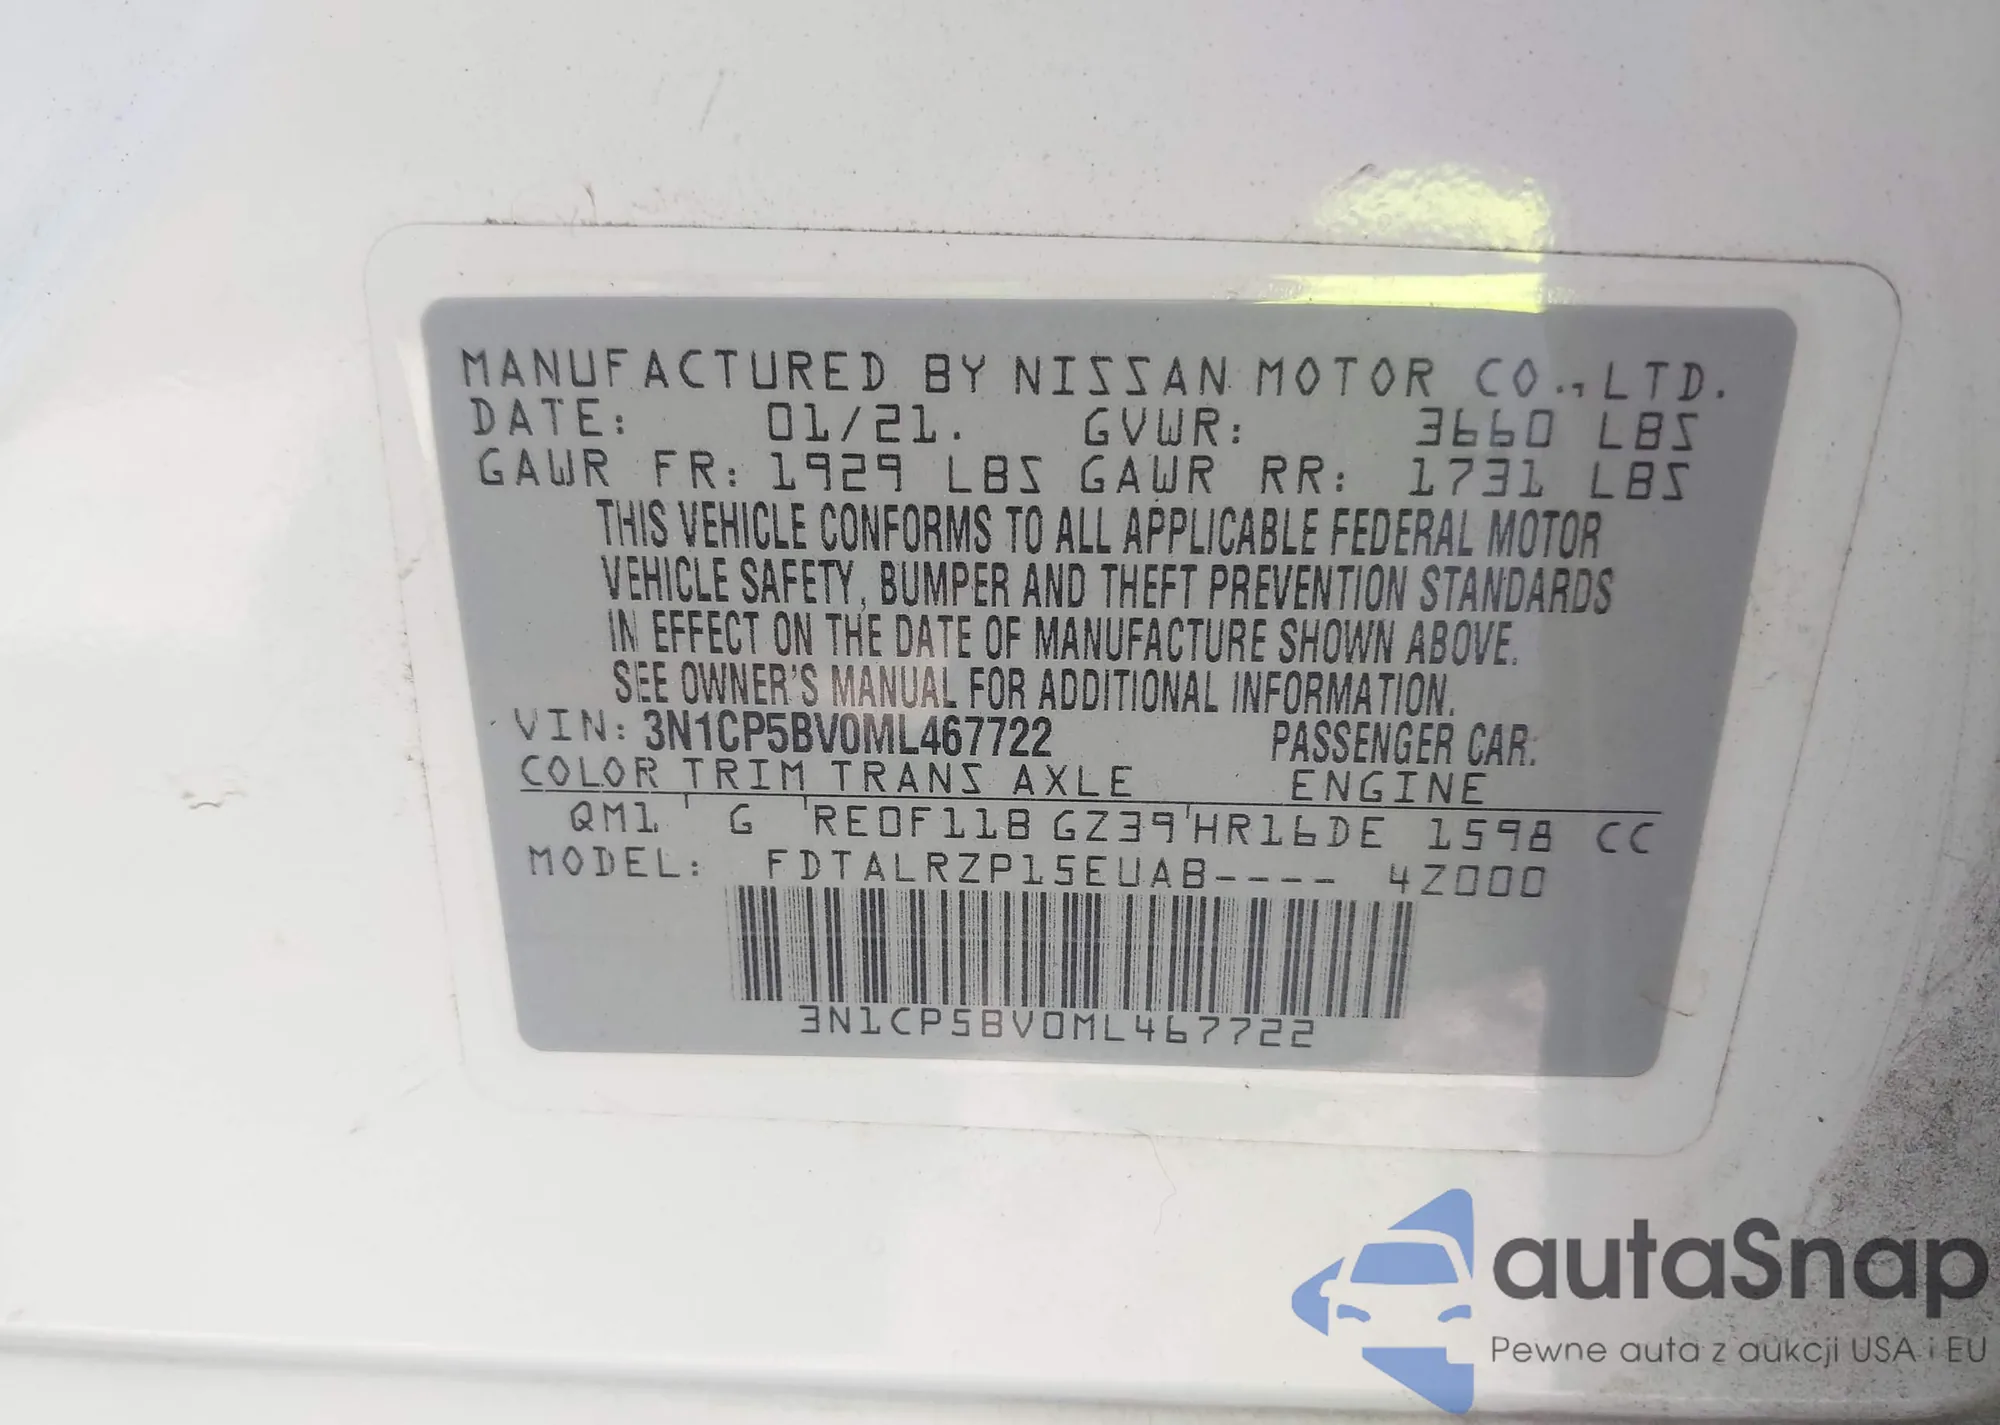 MANUFACTURED BY NISSAN MOTOR CO., LTD.
DATE: 01/21. GVWR: 3660 LBS
GAWR FR: 1929 LBS GAWR RR: 1731 LBS
THIS VEHICLE CONFORMS TO ALL APPLICABLE FEDERAL MOTOR
VEHICLE SAFETY, BUMPER AND THEFT PREVENTION STANDARDS
IN EFFECT ON THE DATE OF MANUFACTURE SHOWN ABOVE.
SEE OWNER'S MANUAL FOR ADDITIONAL INFORMATION.
VIN: 3N1CP5BV0ML467722 PASSENGER CAR:
COLOR TRIM TRANS AXLE ENGINE
QM1 G RE0F11B GZ39 HR16DE 1598 CC
MODEL: FDTALRZP15EUAB---- 4Z000
3N1CP5BV0ML467722
autaSnap
Pewne auta z aukcji USA i EU